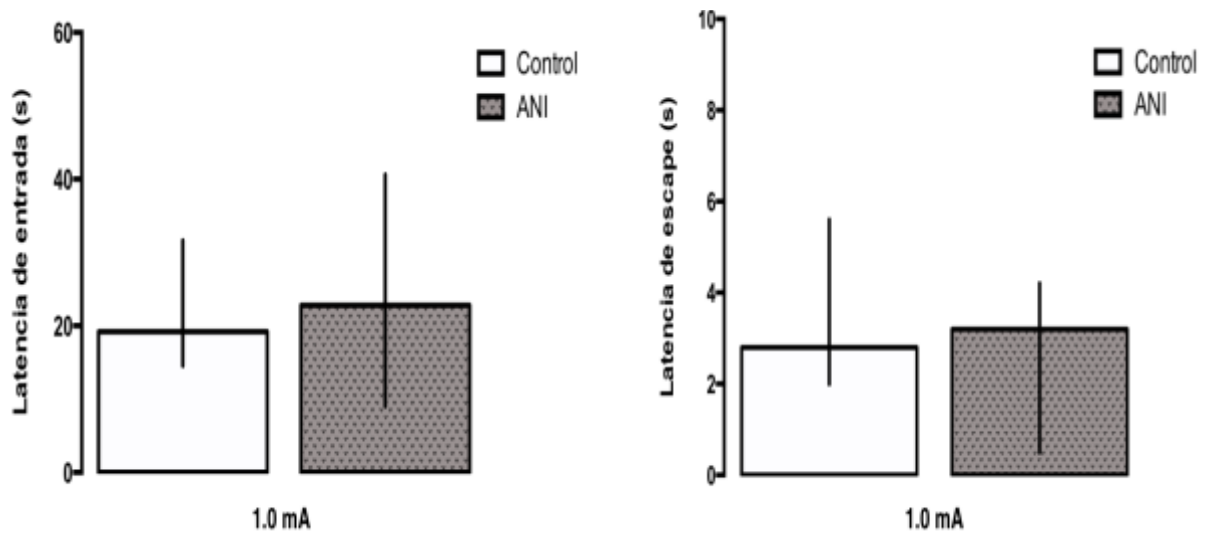 Latencia de entrada (s)
60
40
20
0
Control
ANI
1.0 mA
Latencia de escape (s)
10
8
6
4
2
0
Control
ANI
1.0 mA